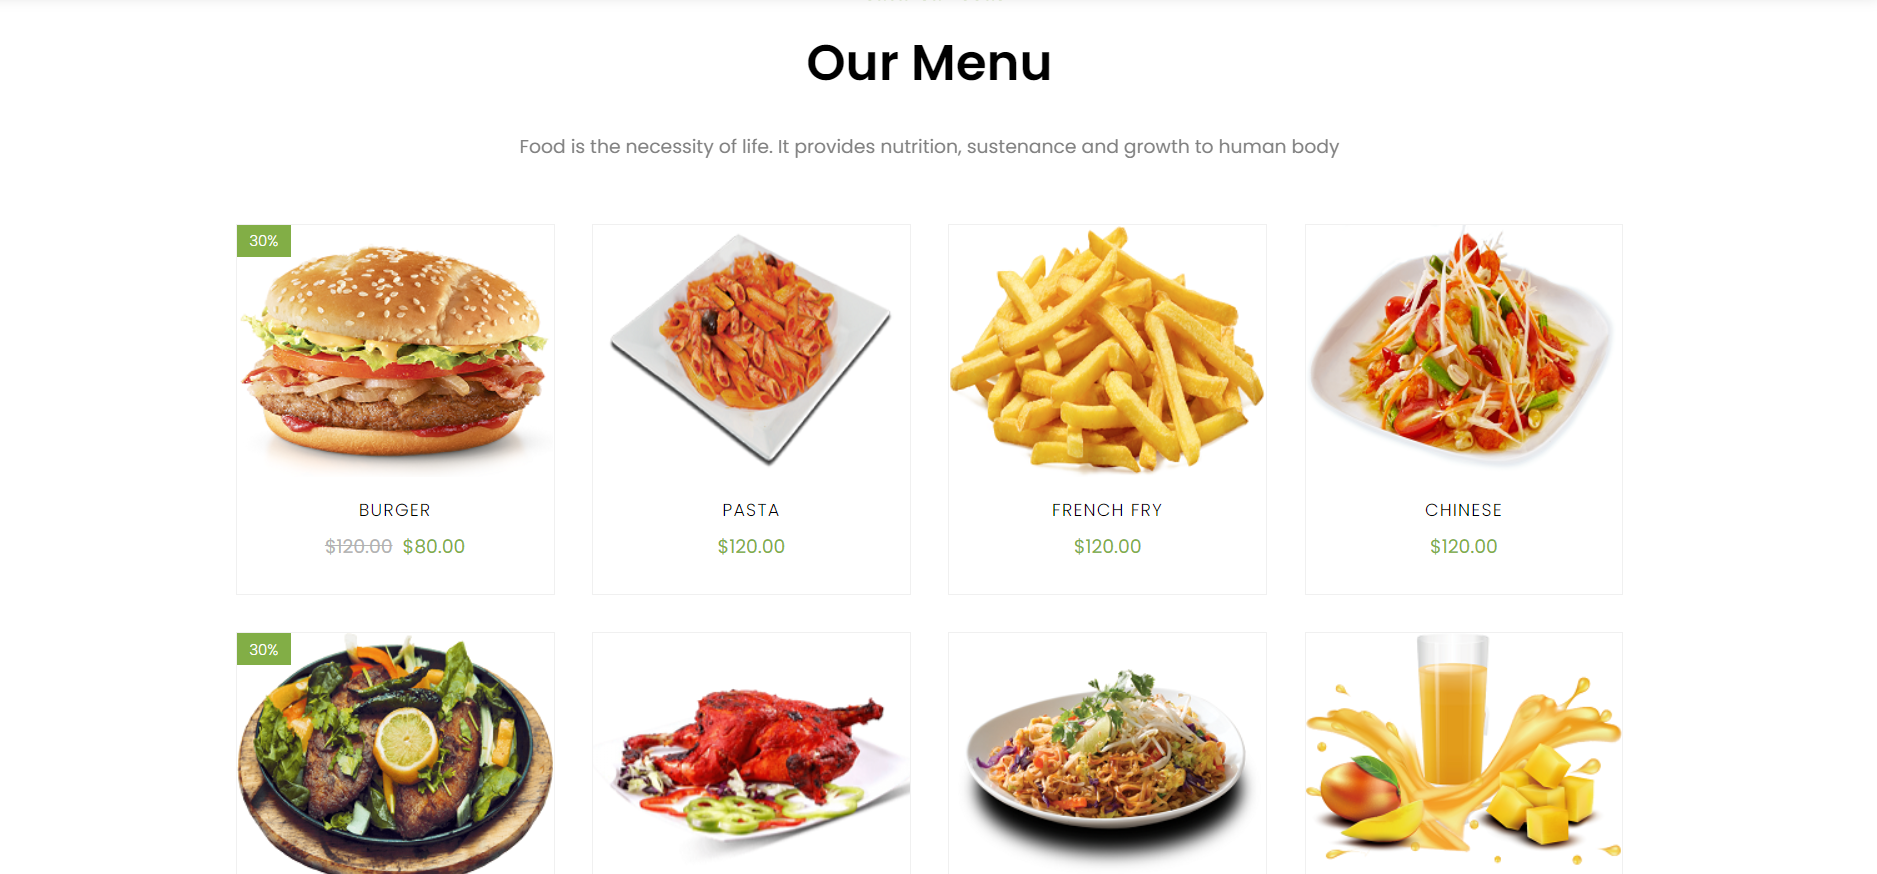 Our Menu
Food is the necessity of life. It provides nutrition, sustenance and growth to human body
30%
BURGER
$120.00 $80.00
PASTA
$120.00
FRENCH FRY
$120.00
CHINESE
$120.00
30%